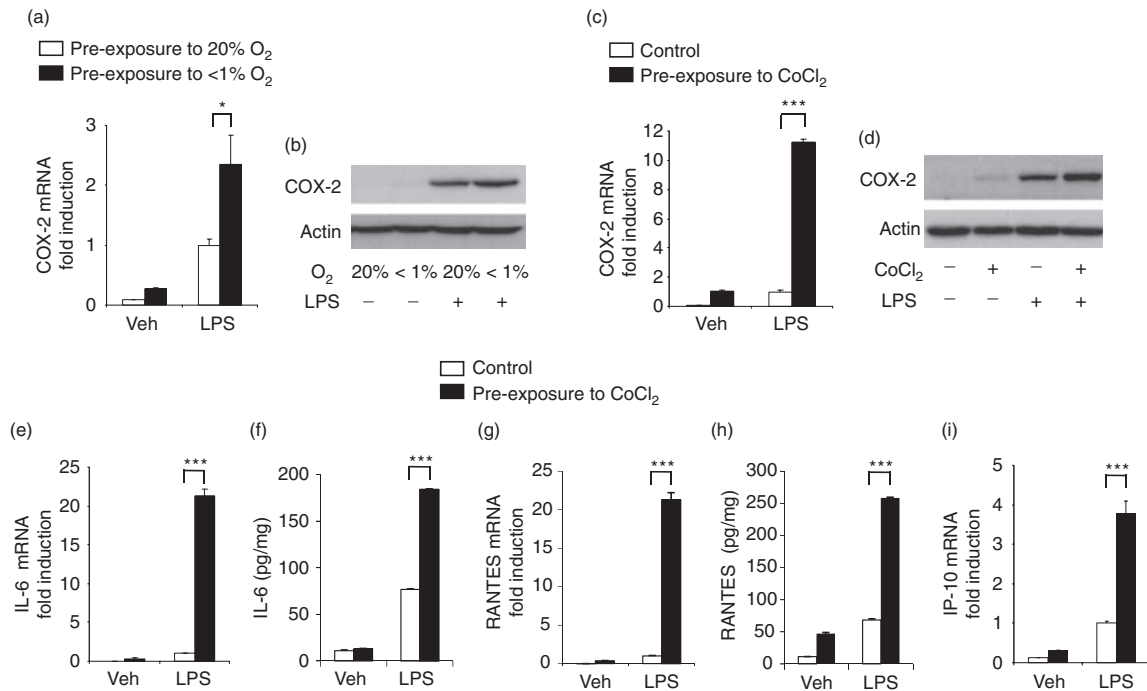 (a)
Pre-exposure to 20% O₂
Pre-exposure to <1% O₂
*
3
2
1
0
COX-2 mRNA
fold induction
Veh LPS
(b)
COX-2
Actin
O₂ 20% < 1% 20% < 1%
LPS – – + +
(c)
Control
Pre-exposure to CoCl₂
***
12
10
8
6
4
2
0
COX-2 mRNA
fold induction
Veh LPS
(d)
COX-2
Actin
CoCl₂ – + – +
LPS – – + +
Control
Pre-exposure to CoCl₂
(e)
***
25
20
15
10
5
0
IL-6 mRNA
fold induction
Veh LPS
(f)
***
200
150
100
50
0
IL-6 (pg/mg)
Veh LPS
(g)
***
25
20
15
10
5
0
RANTES mRNA
fold induction
Veh LPS
(h)
***
300
250
200
150
100
50
0
RANTES (pg/mg)
Veh LPS
(i)
***
5
4
3
2
1
0
IP-10 mRNA
fold induction
Veh LPS